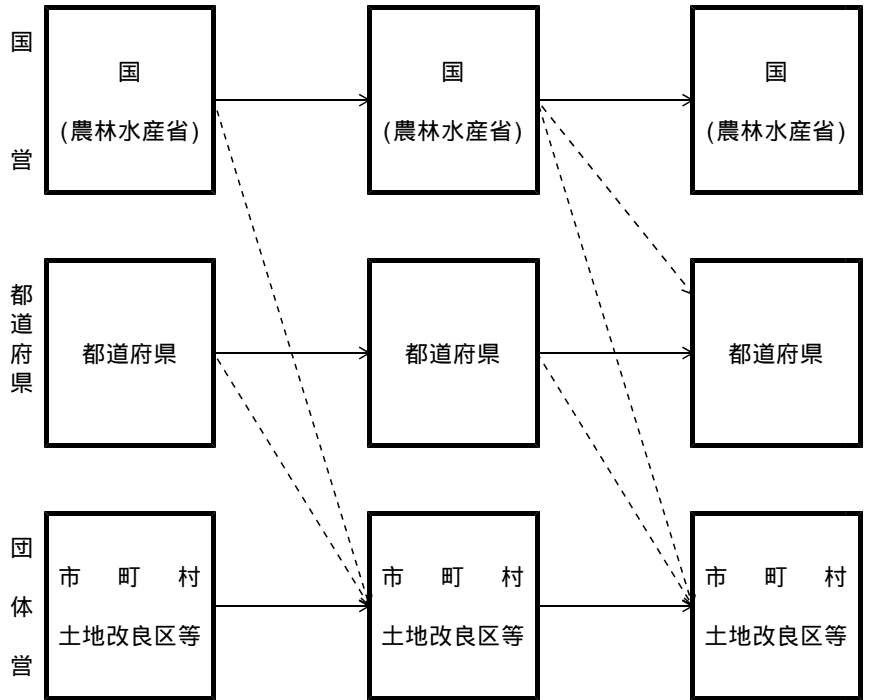 国営
国 国 国
(農林水産省) (農林水産省) (農林水産省)
都道府県
都道府県 都道府県 都道府県
団体営
市町村 市町村 市町村
土地改良区等 土地改良区等 土地改良区等